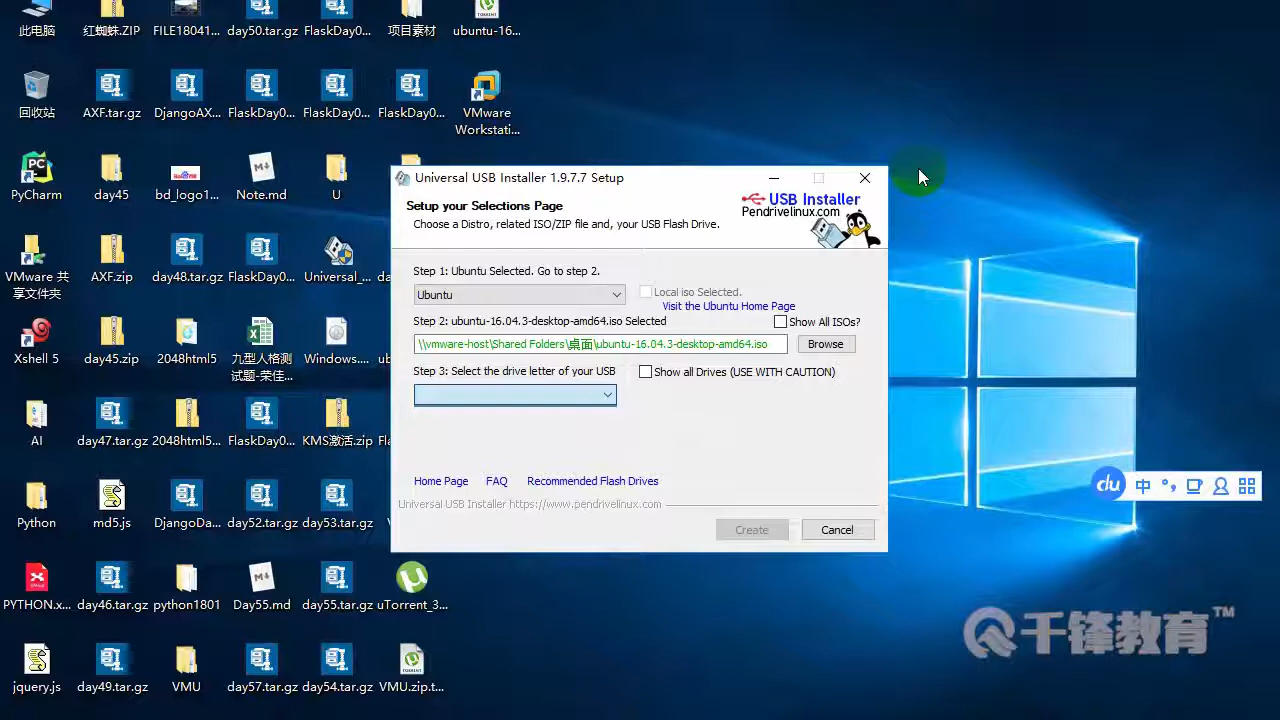 此电脑
红蜘蛛.ZIP
FILE18041...
day50.tar.gz
FlaskDay0...
项目素材
ubuntu-16...
回收站
AXF.tar.gz
DjangoAX...
FlaskDay0...
FlaskDay0...
FlaskDay0...
VMware
Workstati...
PyCharm
day45
bd_logo1...
Note.md
U
VMware 共
享文件夹
AXF.zip
day48.tar.gz
FlaskDay0...
Universal_...
Xshell 5
day45.zip
2048html5
九型人格测
试题-荣佳...
Windows....
AI
day47.tar.gz
2048html5...
FlaskDay0...
KMS激活.zip
Python
md5.js
DjangoDa...
day52.tar.gz
day53.tar.gz
PYTHON.x...
day46.tar.gz
python1801
Day55.md
day55.tar.gz
uTorrent_3...
jquery.js
day49.tar.gz
VMU
day57.tar.gz
day54.tar.gz
VMU.zip.t...
Universal USB Installer 1.9.7.7 Setup
Setup your Selections Page
Choose a Distro, related ISO/ZIP file and, your USB Flash Drive.
USB Installer
Pendrivelinux.com
Step 1: Ubuntu Selected. Go to step 2.
Ubuntu
Local iso Selected.
Visit the Ubuntu Home Page
Step 2: ubuntu-16.04.3-desktop-amd64.iso Selected
Show All ISOs?
\\vmware-host\Shared Folders\桌面\ubuntu-16.04.3-desktop-amd64.iso
Browse
Step 3: Select the drive letter of your USB
Show all Drives (USE WITH CAUTION)
Home Page
FAQ
Recommended Flash Drives
Universal USB Installer https://www.pendrivelinux.com
Create
Cancel
du 中
千锋教育™